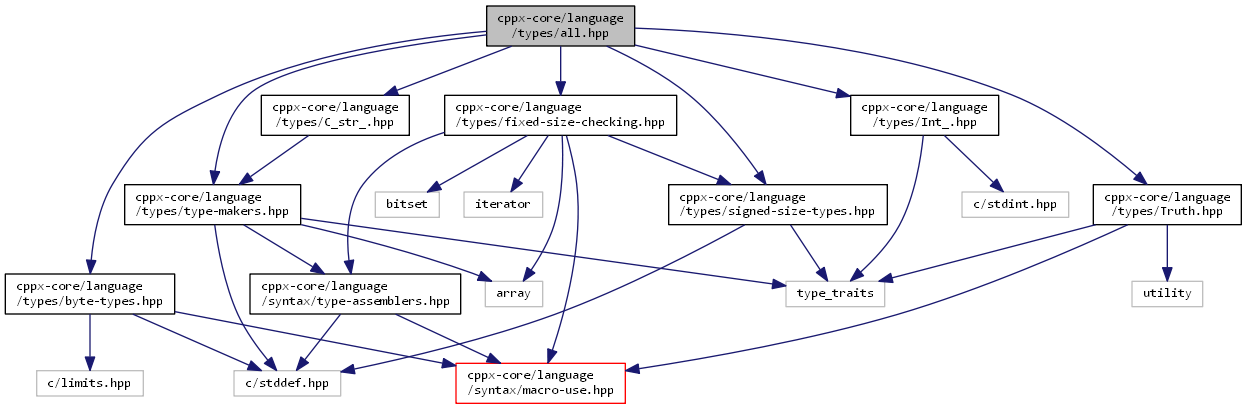 cppx-core/language
/types/all.hpp
cppx-core/language
/types/C_str_.hpp
cppx-core/language
/types/fixed-size-checking.hpp
cppx-core/language
/types/Int_.hpp
cppx-core/language
/types/type-makers.hpp
bitset
iterator
cppx-core/language
/types/signed-size-types.hpp
c/stdint.hpp
cppx-core/language
/types/Truth.hpp
cppx-core/language
/types/byte-types.hpp
cppx-core/language
/syntax/type-assemblers.hpp
array
type_traits
utility
c/limits.hpp
c/stddef.hpp
cppx-core/language
/syntax/macro-use.hpp